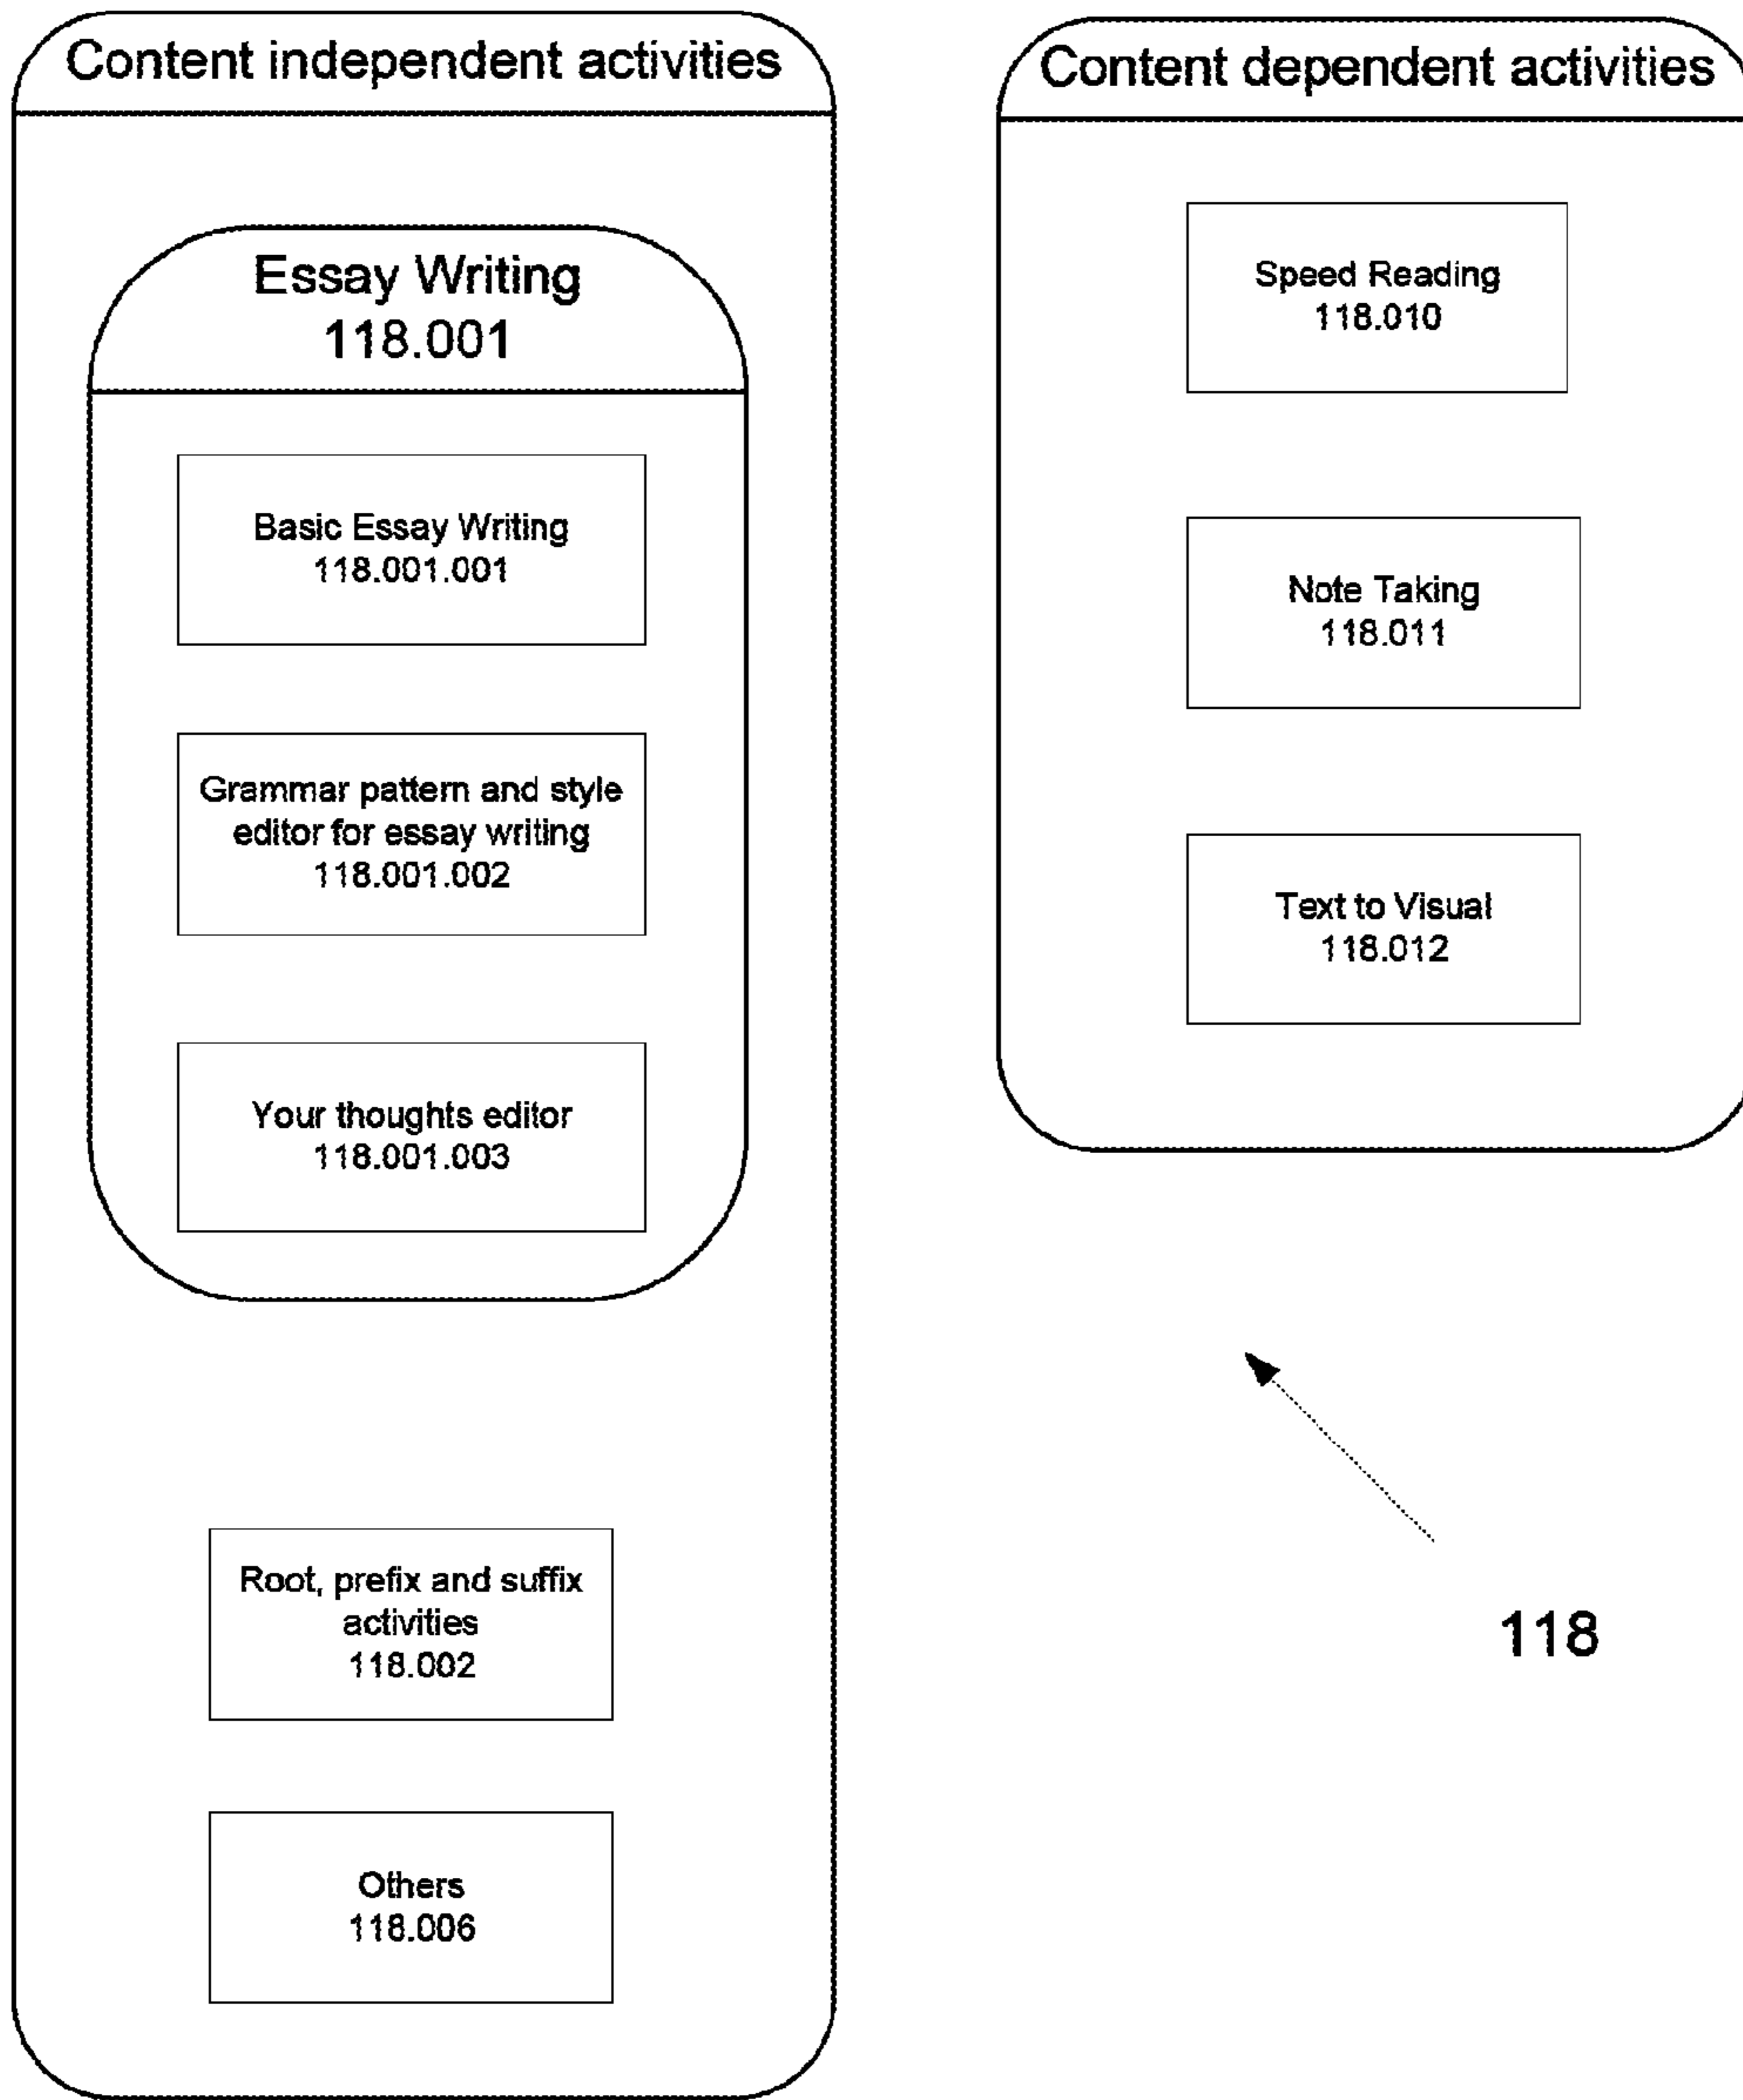 Content independent activities
Essay Writing
118.001
Basic Essay Writing
118.001.001
Grammar pattern and style
editor for essay writing
118.001.002
Your thoughts editor
118.001.003
Root, prefix and suffix
activities
118.002
Others
118.006
Content dependent activities
Speed Reading
118.010
Note Taking
118.011
Text to Visual
118.012
118